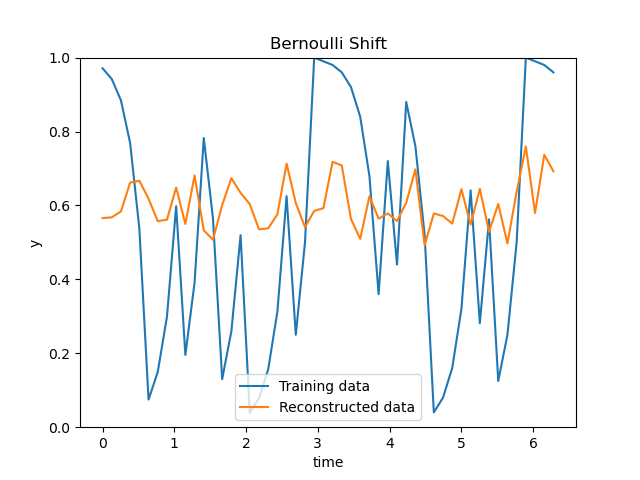 Bernoulli Shift
1.0
0.8
0.6
0.4
0.2
0.0
y
Training data
Reconstructed data
0 1 2 3 4 5 6
time